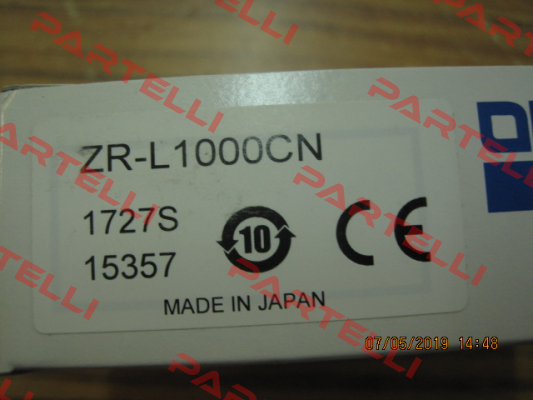 PARTELLI
PARTELLI
PARTELLI
ZR-L1000CN
1727S
10
CE
15357
MADE IN JAPAN
07/05/2019 14:48
PARTELLI
PARTELLI
PARTELLI